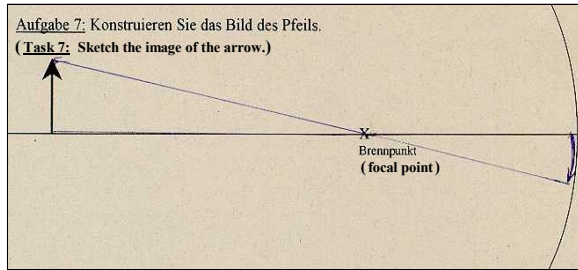 Aufgabe 7: Konstruieren Sie das Bild des Pfeils.
(Task 7: Sketch the image of the arrow.)
X
Brennpunkt
(focal point)